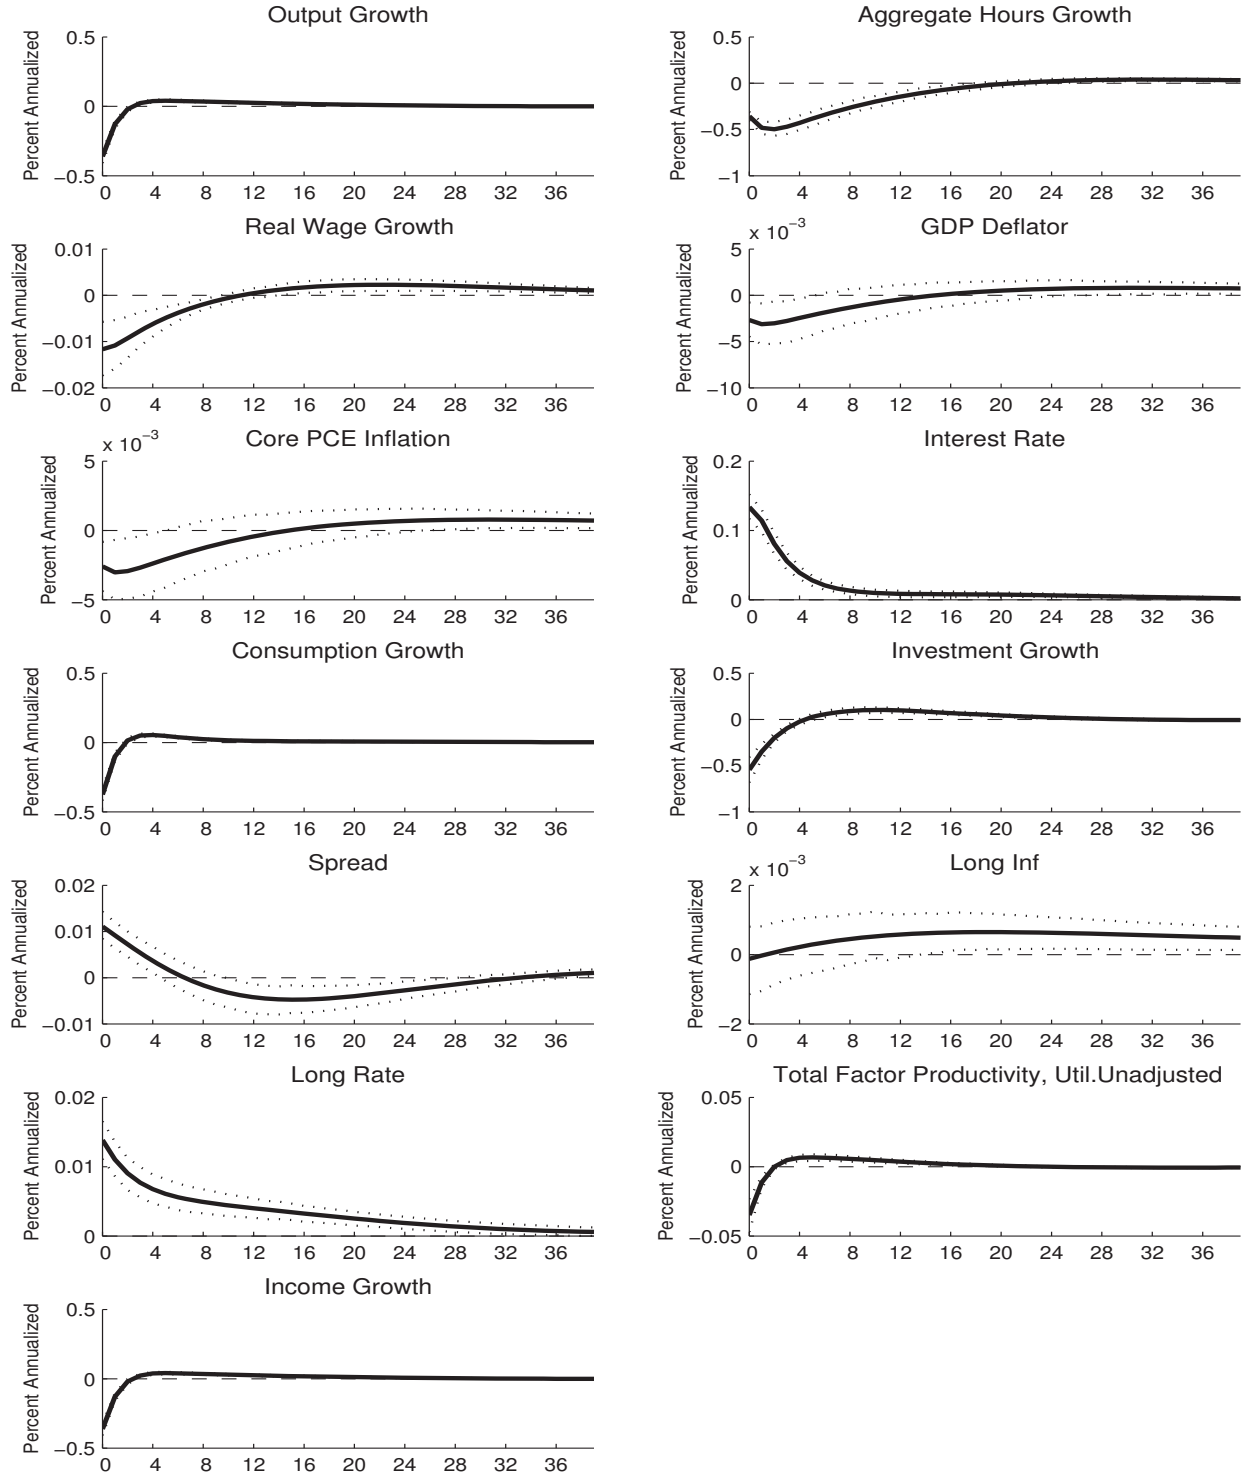 Output Growth
Percent Annualized
0.5
0
−0.5
0 4 8 12 16 20 24 28 32 36
Aggregate Hours Growth
Percent Annualized
0.5
0
−0.5
−1
0 4 8 12 16 20 24 28 32 36
Real Wage Growth
Percent Annualized
0.01
0
−0.01
−0.02
0 4 8 12 16 20 24 28 32 36
GDP Deflator
x 10−3
Percent Annualized
5
0
−5
−10
0 4 8 12 16 20 24 28 32 36
Core PCE Inflation
x 10−3
Percent Annualized
5
0
−5
0 4 8 12 16 20 24 28 32 36
Interest Rate
Percent Annualized
0.2
0.1
0
0 4 8 12 16 20 24 28 32 36
Consumption Growth
Percent Annualized
0.5
0
−0.5
0 4 8 12 16 20 24 28 32 36
Investment Growth
Percent Annualized
0.5
0
−0.5
−1
0 4 8 12 16 20 24 28 32 36
Spread
Percent Annualized
0.02
0.01
0
−0.01
0 4 8 12 16 20 24 28 32 36
Long Inf
x 10−3
Percent Annualized
2
0
−2
0 4 8 12 16 20 24 28 32 36
Long Rate
Percent Annualized
0.02
0.01
0
0 4 8 12 16 20 24 28 32 36
Total Factor Productivity, Util.Unadjusted
Percent Annualized
0.05
0
−0.05
0 4 8 12 16 20 24 28 32 36
Income Growth
Percent Annualized
0.5
0
−0.5
0 4 8 12 16 20 24 28 32 36